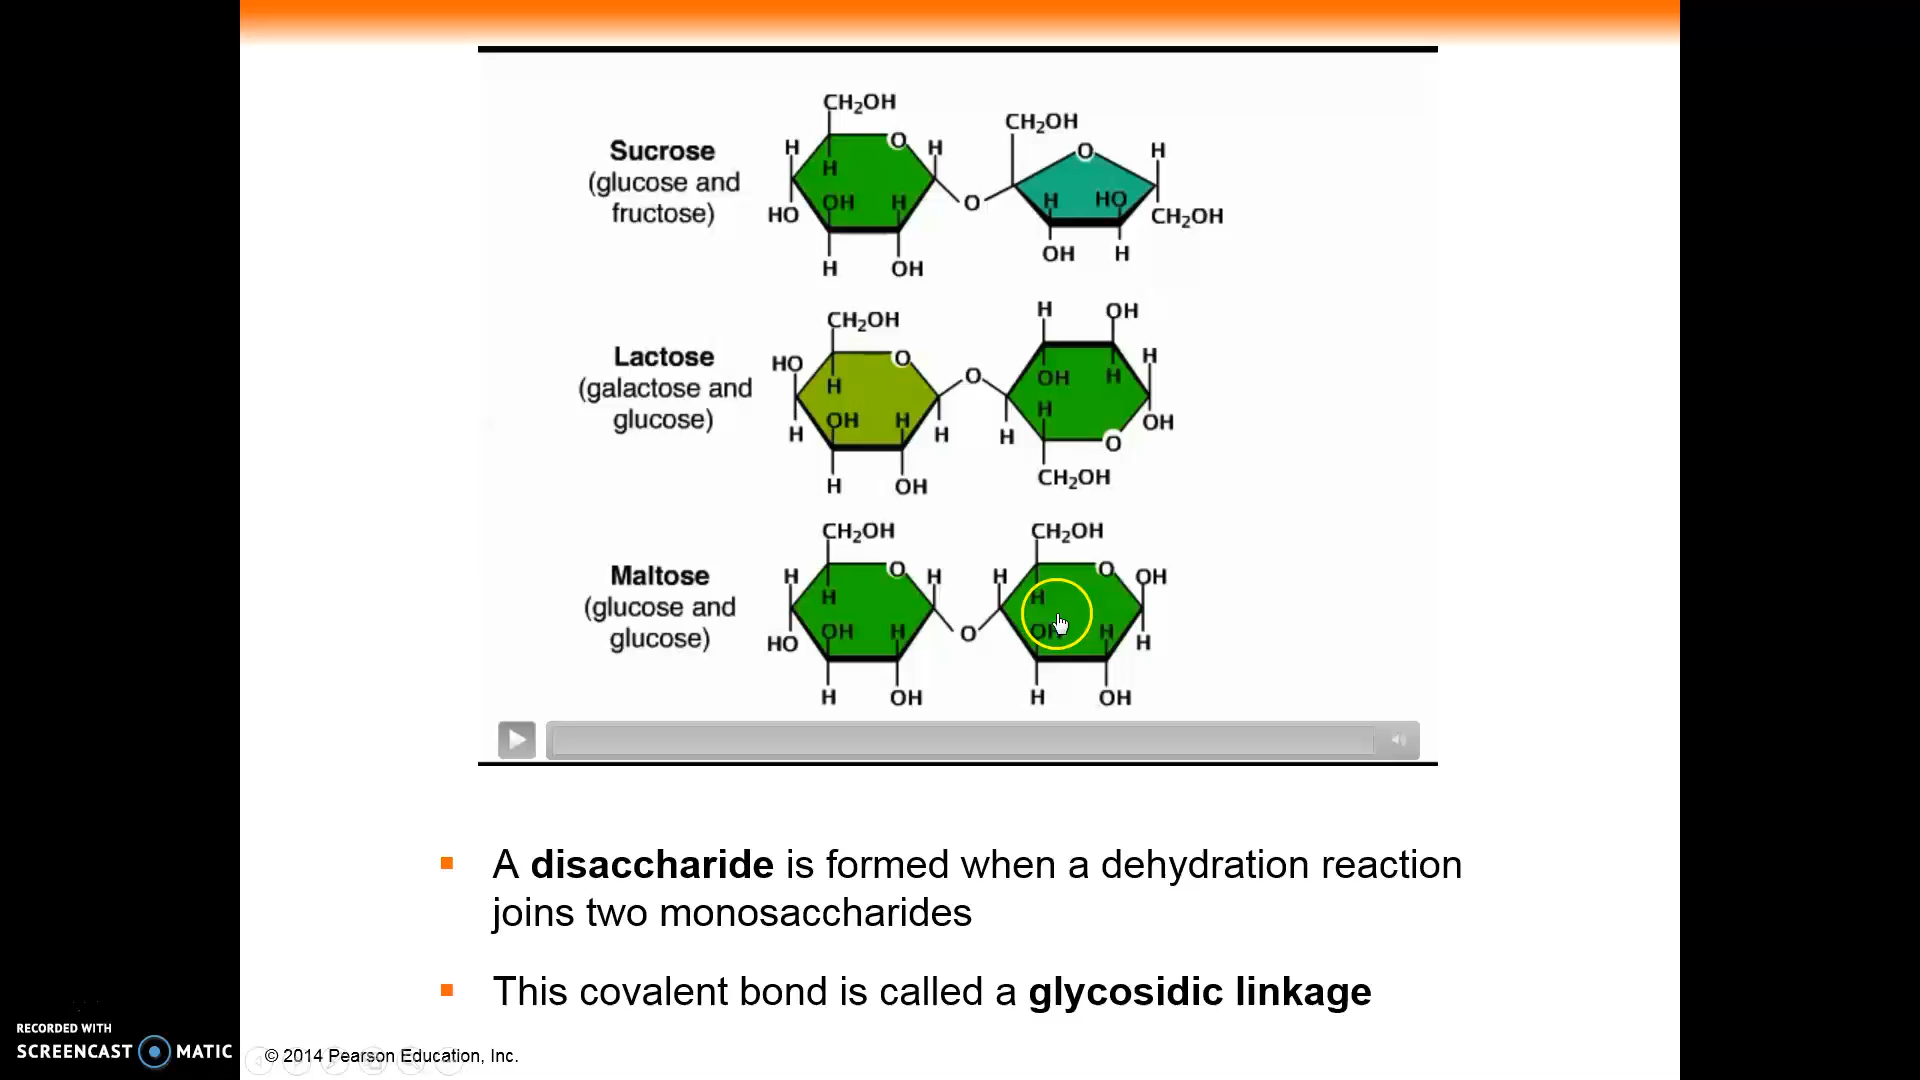 CH₂OH
CH₂OH
Sucrose
(glucose and
fructose)
H O H
H
O H
HO OH H
O
H HO
CH₂OH
OH H
H OH
H OH
CH₂OH
Lactose
(galactose and
glucose)
HO O
H
O
OH H
H
H
OH
OH H
H H
H
H O
CH₂OH
H OH
CH₂OH CH₂OH
Maltose
(glucose and
glucose)
H O H H O OH
H H
HO OH H O OH H H
H OH H OH
A disaccharide is formed when a dehydration reaction
joins two monosaccharides
This covalent bond is called a glycosidic linkage
RECORDED WITH
SCREENCAST MATIC
© 2014 Pearson Education, Inc.